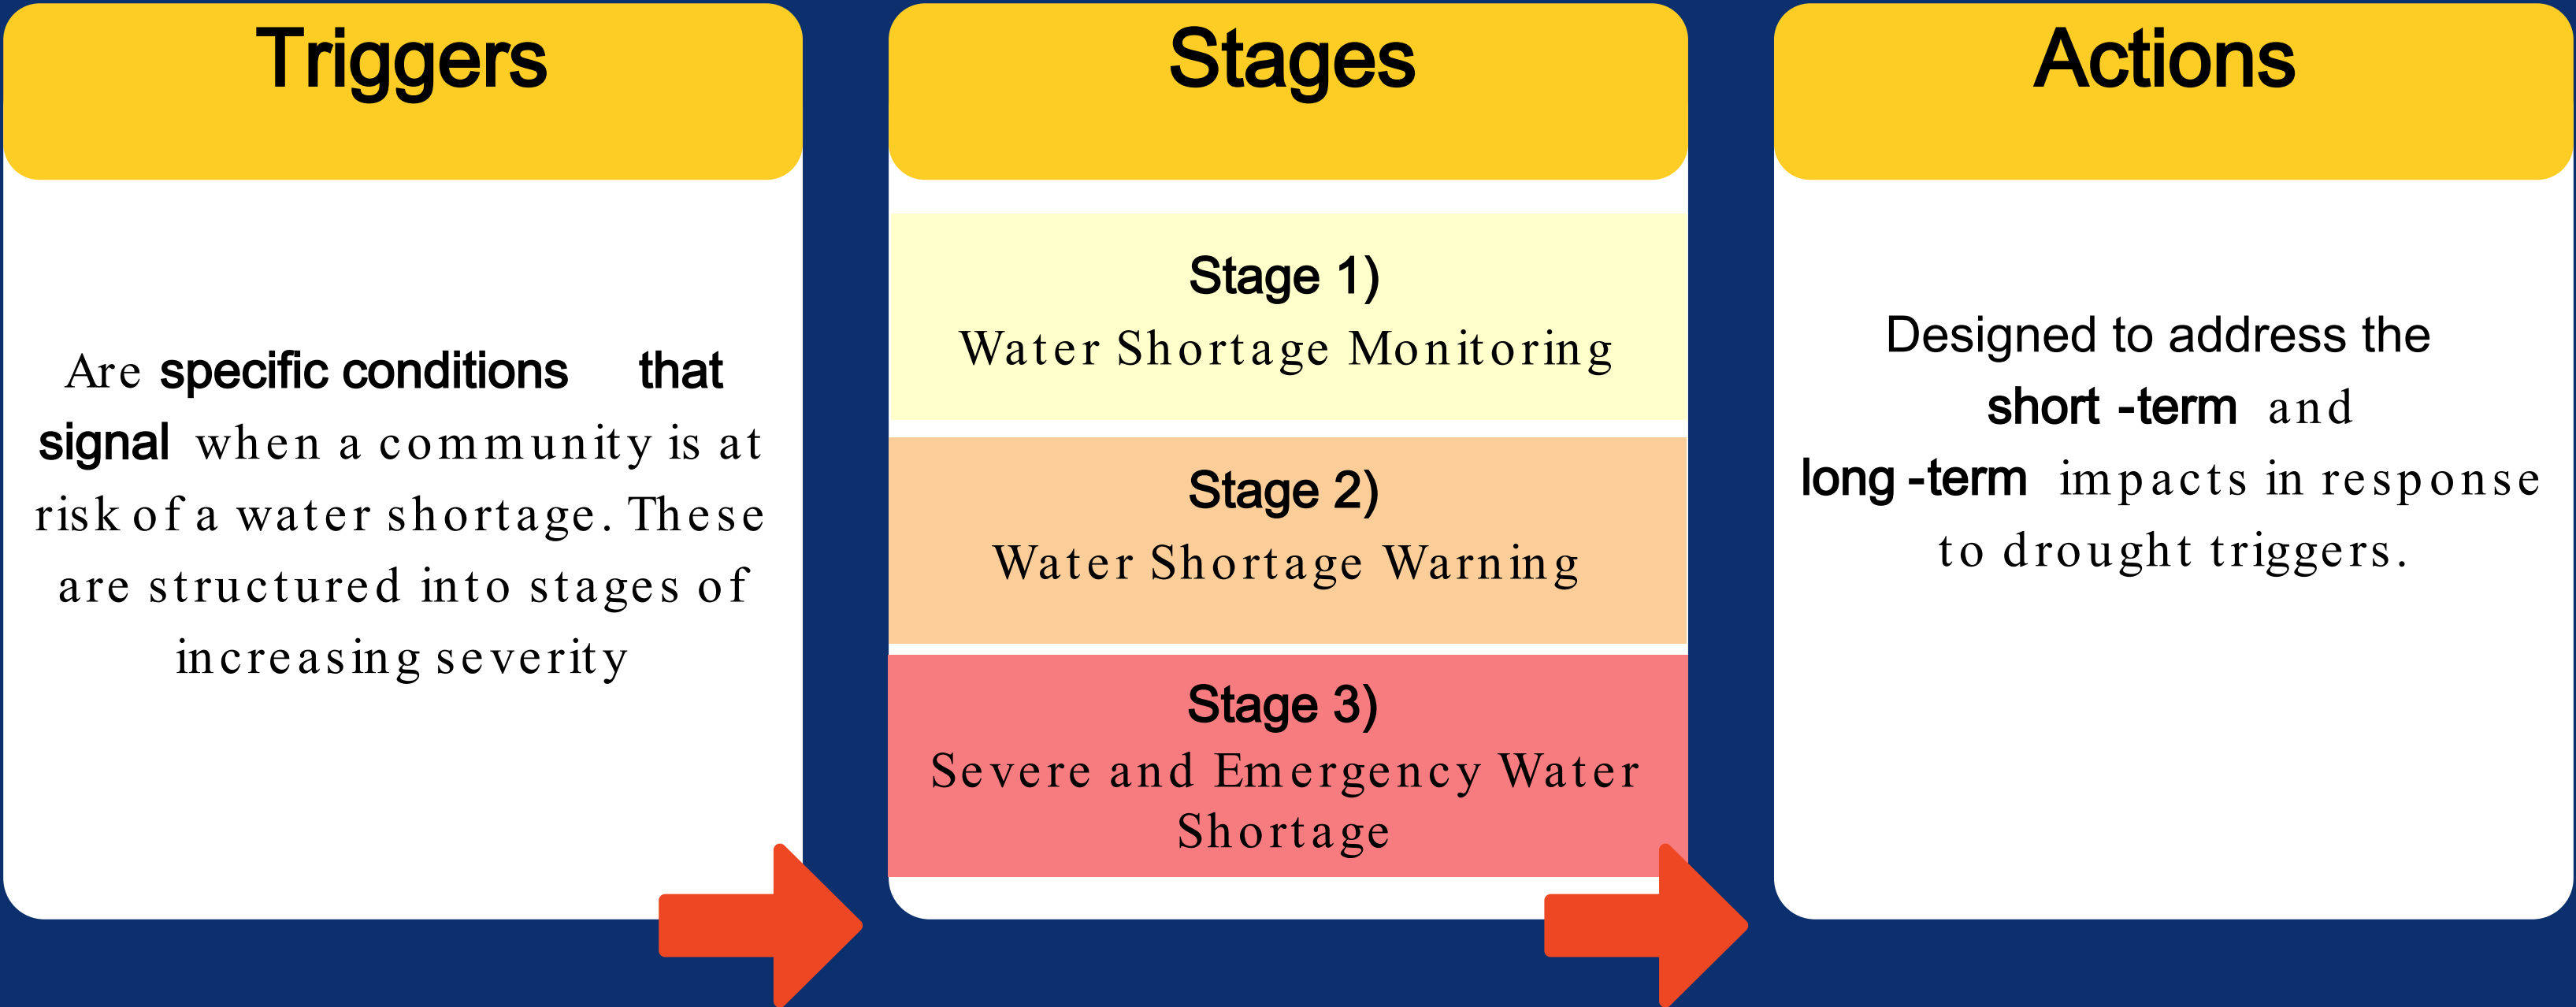 Triggers
Are specific conditions that
signal when a community is at
risk of a water shortage. These
are structured into stages of
increasing severity
Stages
Stage 1)
Water Shortage Monitoring
Stage 2)
Water Shortage Warning
Stage 3)
Severe and Emergency Water
Shortage
Actions
Designed to address the
short -term and
long -term impacts in response
to drought triggers.